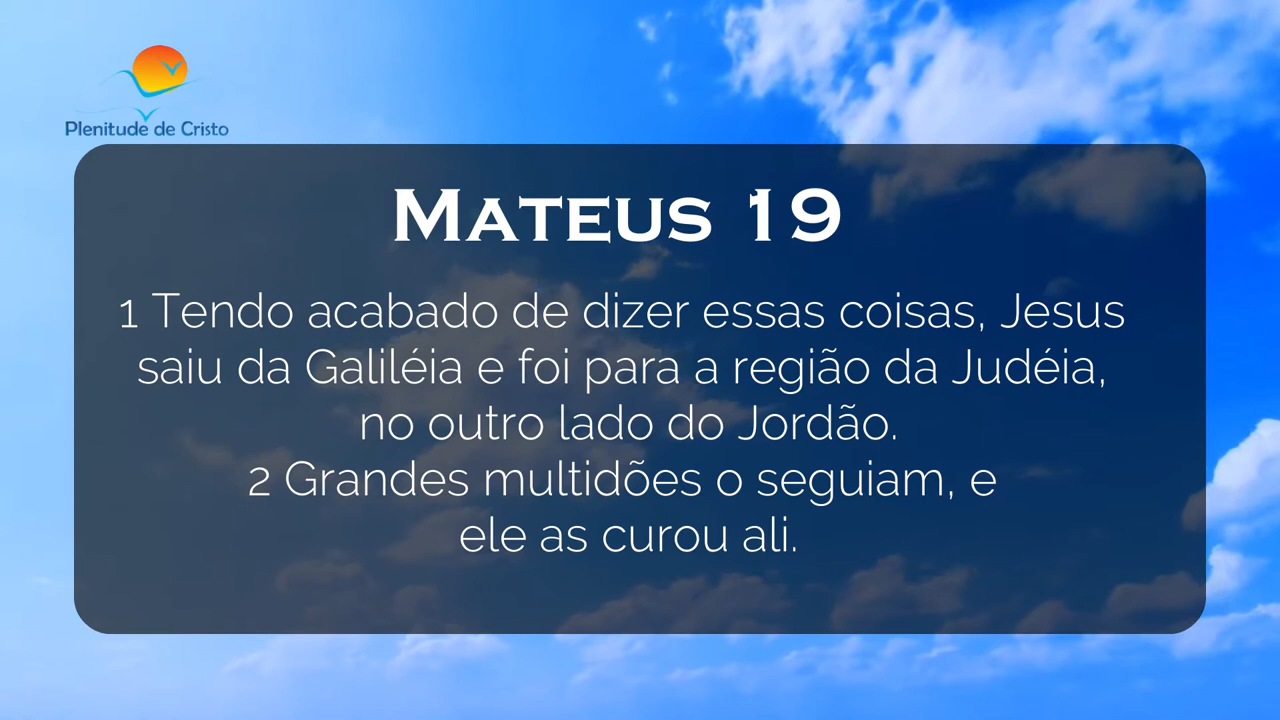 Plenitude de Cristo
Mateus 19
1 Tendo acabado de dizer essas coisas, Jesus
saiu da Galiléia e foi para a região da Judéia,
no outro lado do Jordão.
2 Grandes multidões o seguiam, e
ele as curou ali.